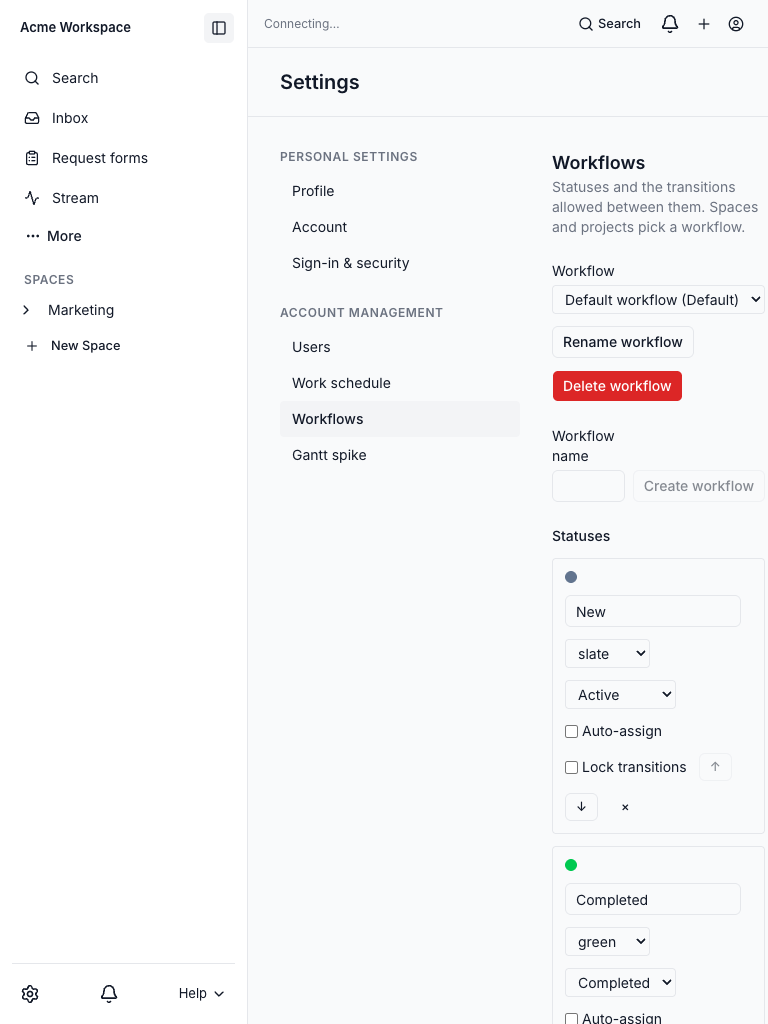 Acme Workspace
Search
Inbox
Request forms
Stream
More
SPACES
Marketing
New Space
Help
Connecting...
Search
Settings
PERSONAL SETTINGS
Profile
Account
Sign-in & security
ACCOUNT MANAGEMENT
Users
Work schedule
Workflows
Gantt spike
Workflows
Statuses and the transitions
allowed between them. Spaces
and projects pick a workflow.
Workflow
Default workflow (Default)
Rename workflow
Delete workflow
Workflow
name
Create workflow
Statuses
New
slate
Active
Auto-assign
Lock transitions
Completed
green
Completed
Auto-assign